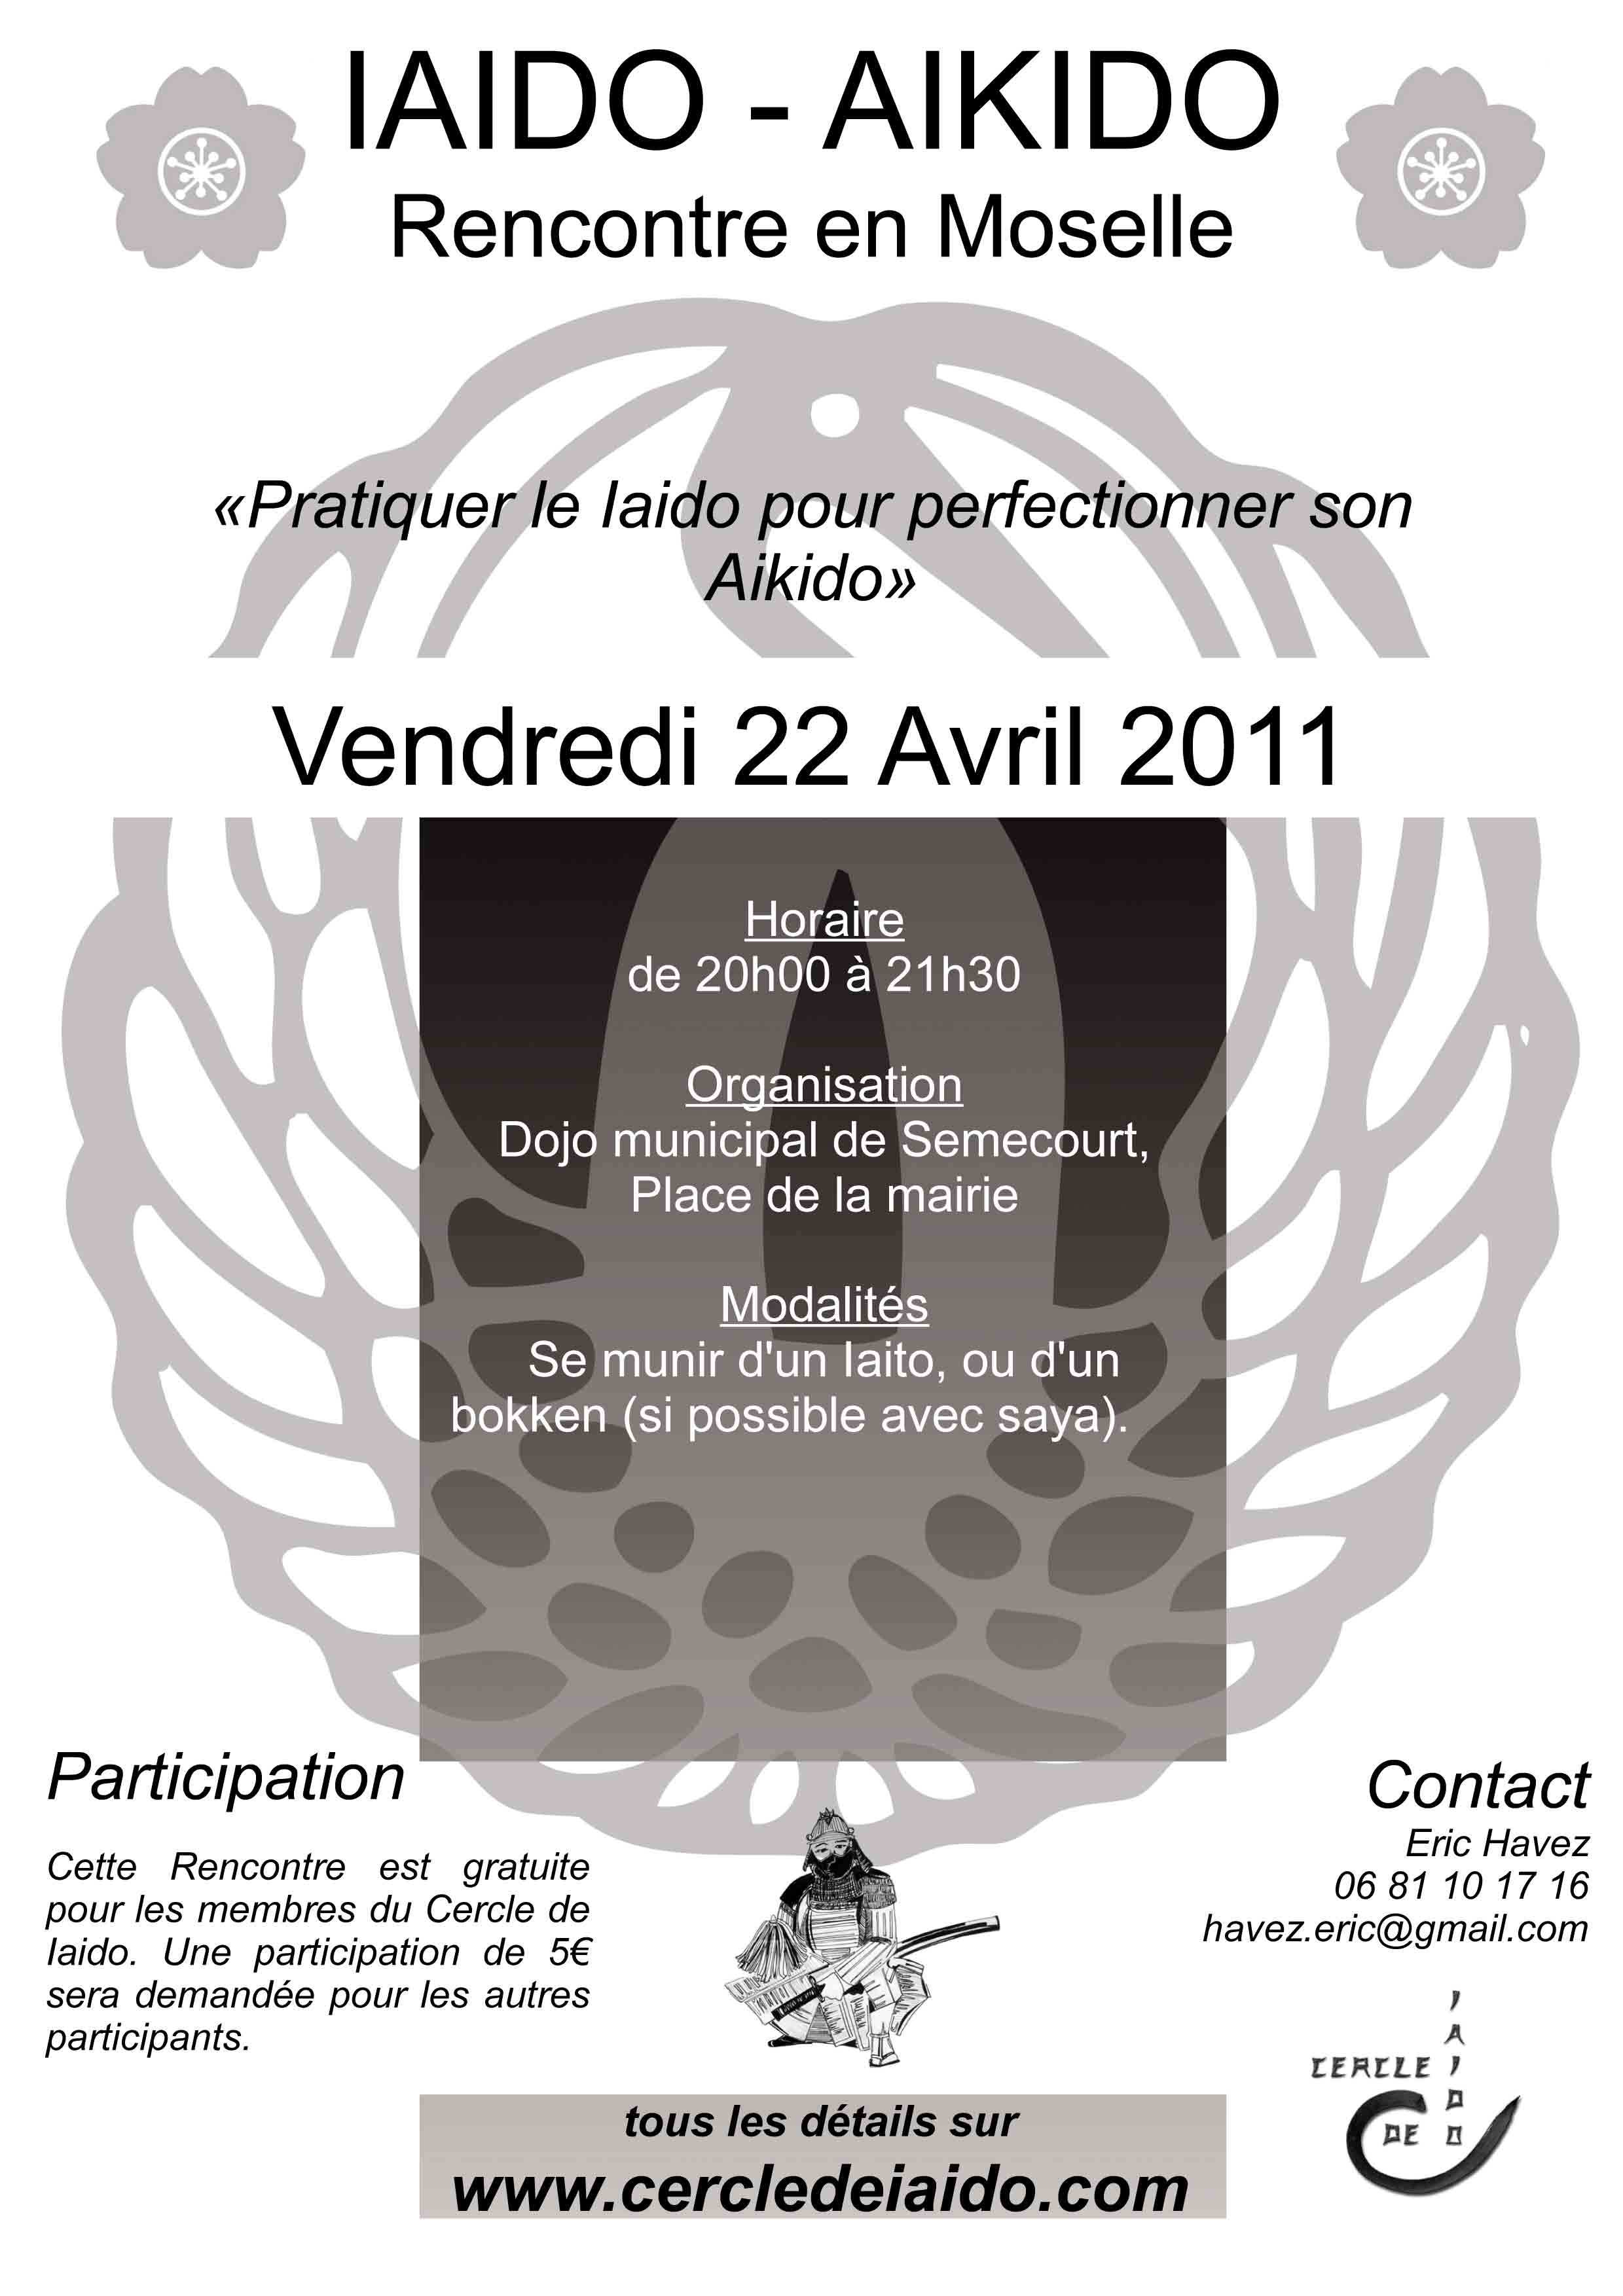 IAIDO - AIKIDO
Rencontre en Moselle
«Pratiquer le Iaido pour perfectionner son
Aikido»
Vendredi 22 Avril 2011
Horaire
de 20h00 à 21h30
Organisation
Dojo municipal de Semecourt,
Place de la mairie
Modalités
Se munir d'un Iaito, ou d'un
bokken (si possible avec saya).
Participation
Cette Rencontre est gratuite
pour les membres du Cercle de
Iaido. Une participation de 5€
sera demandée pour les autres
participants.
Contact
Eric Havez
06 81 10 17 16
havez.eric@gmail.com
CERCLE
DE
IAIDO
tous les détails sur
www.cercledeiaido.com